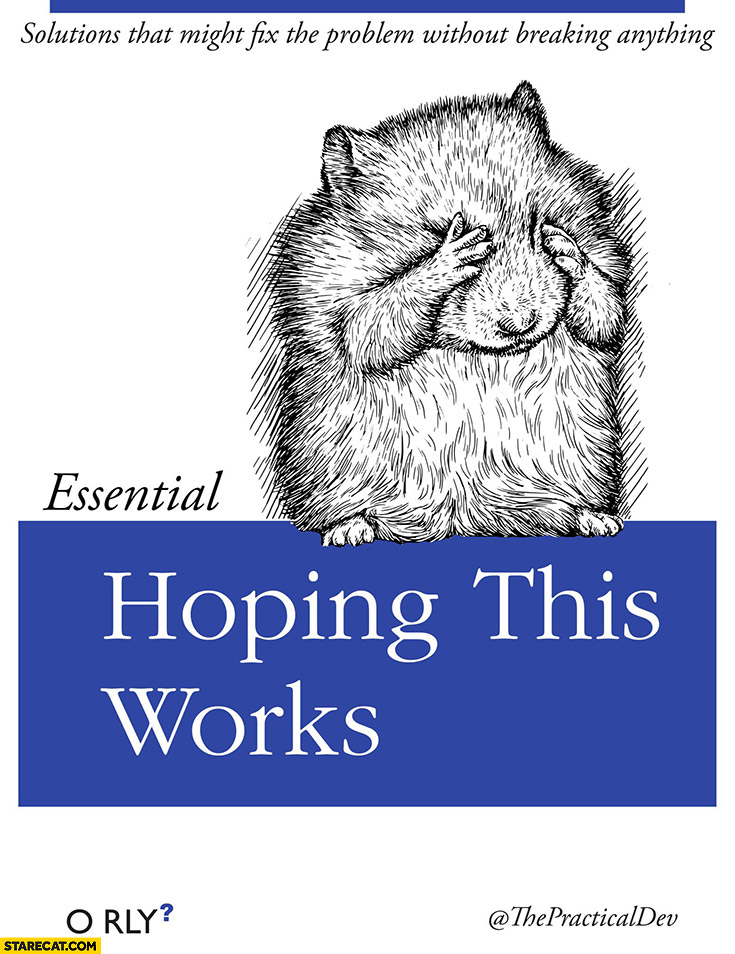 Solutions that might fix the problem without breaking anything
Essential
Hoping This
Works
O RLY?
@ThePracticalDev
STARECAT.COM